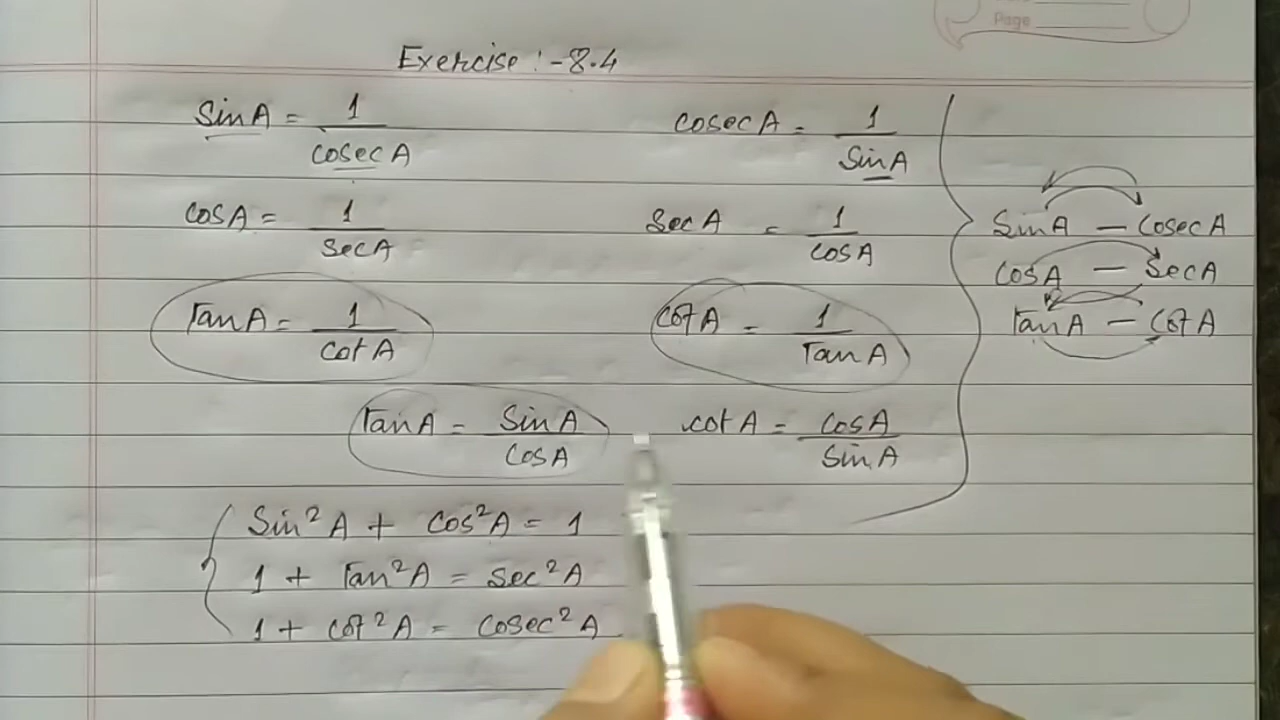 Page
Exercise :- 8.4
SinA = 1/cosecA
cosecA = 1/SinA
cosA = 1/secA
SecA = 1/cosA
TanA = 1/cotA
cotA = 1/TanA
TanA = SinA/cosA
cotA = cosA/sinA
Sin²A + cos²A = 1
1 + Tan²A = sec²A
1 + cot²A = cosec²A
SinA — CosecA
cosA — SecA
TanA — CotA